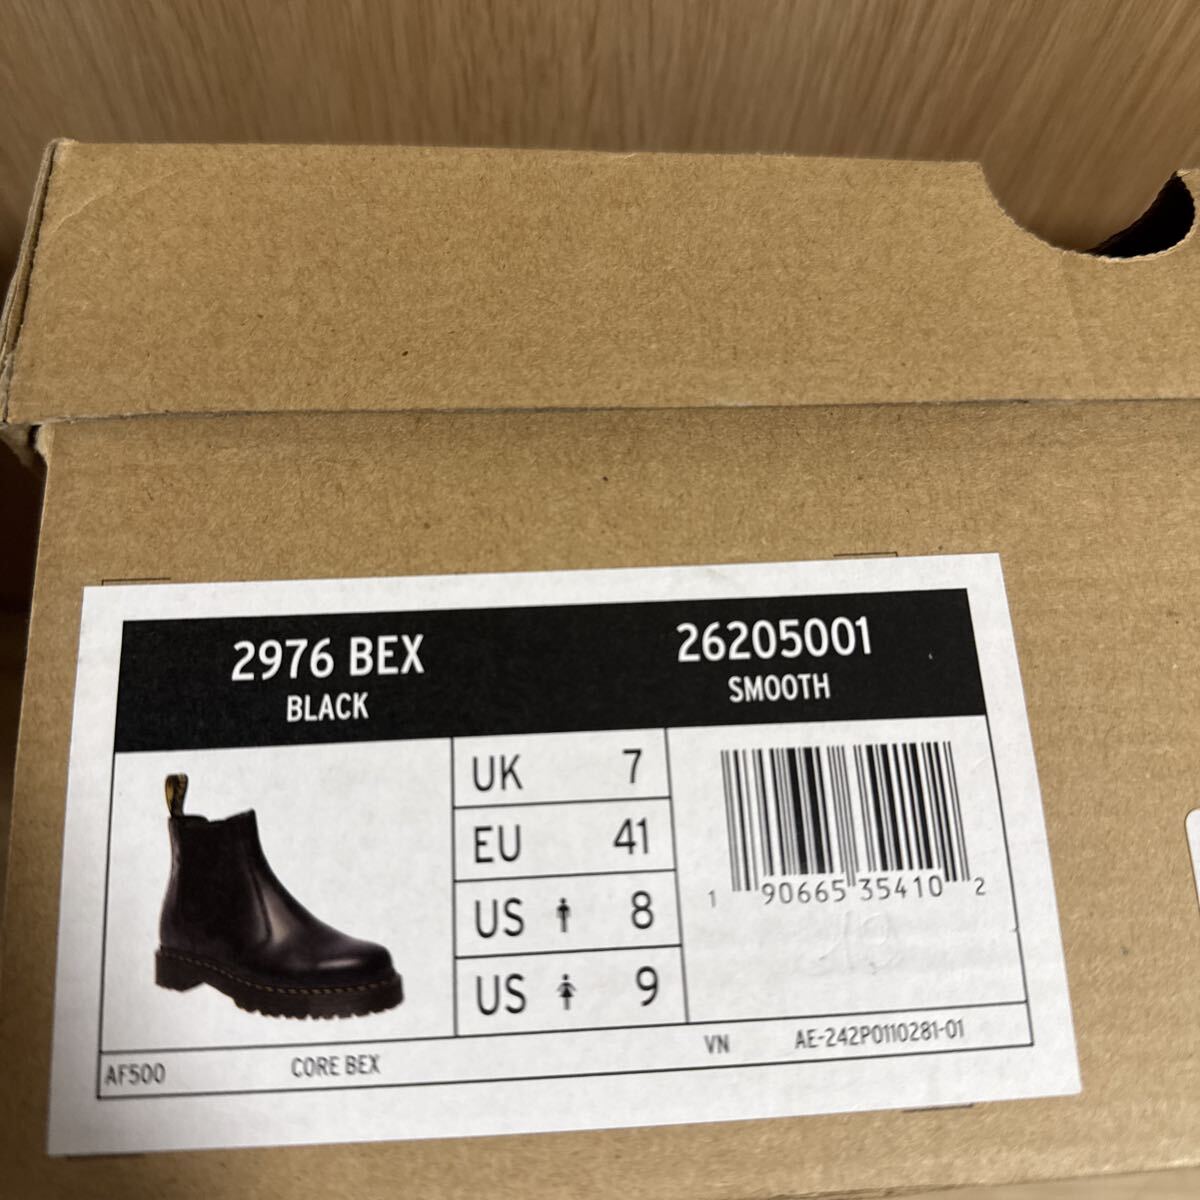 2976 BEX
BLACK
26205001
SMOOTH
UK 7
EU 41
US 8
US 9
1 90665 35410 2
AF500
CORE BEX
VN
AE-242P0110281-01